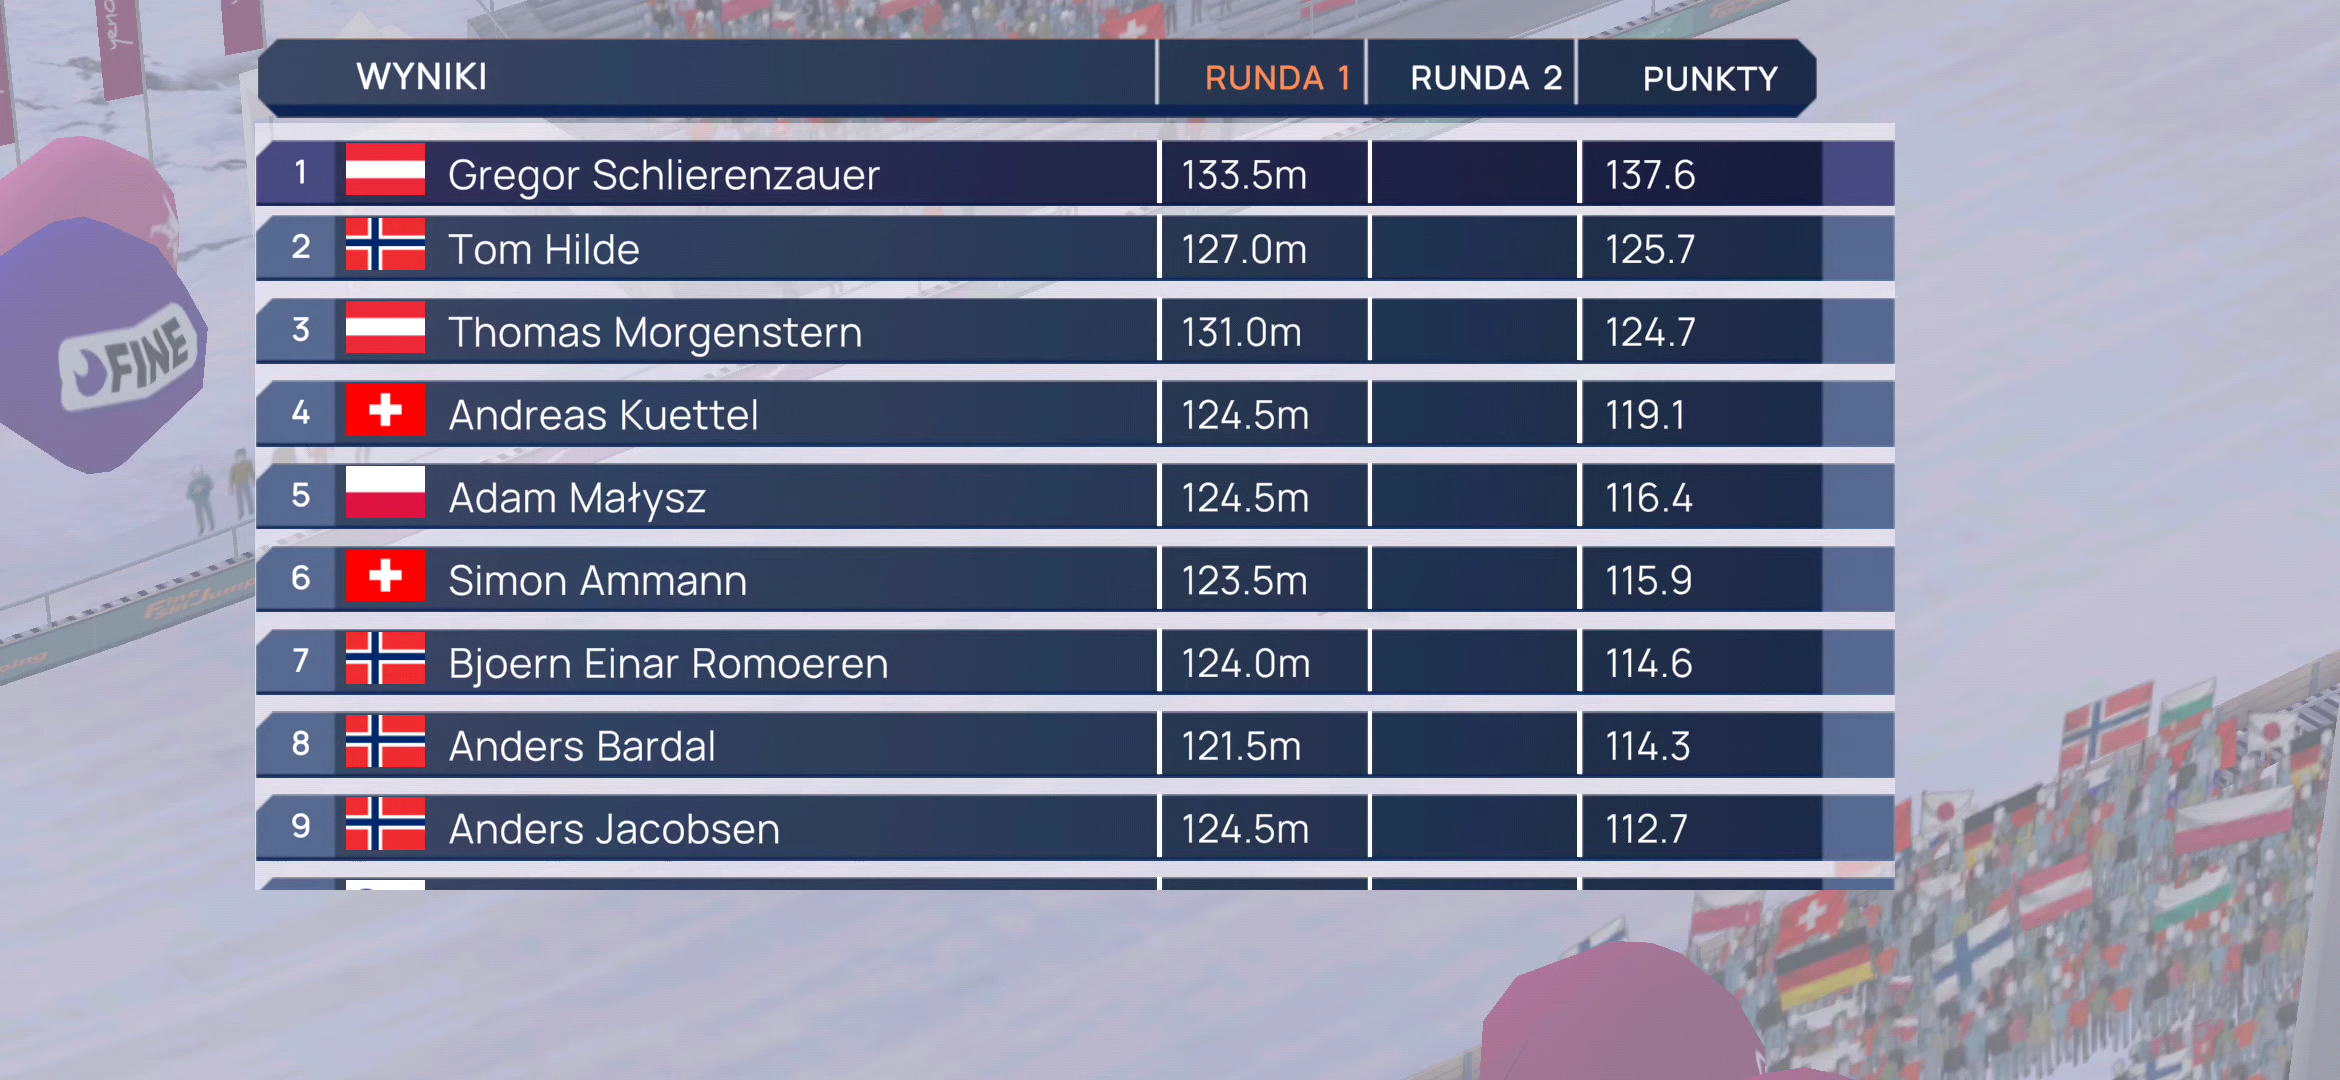 WYNIKI RUNDA 1 RUNDA 2 PUNKTY
1 Gregor Schlierenzauer 133.5m 137.6
2 Tom Hilde 127.0m 125.7
3 Thomas Morgenstern 131.0m 124.7
4 Andreas Kuettel 124.5m 119.1
FINE
5 Adam Małysz 124.5m 116.4
6 Simon Ammann 123.5m 115.9
Fine Ski Jumping
7 Bjoern Einar Romoeren 124.0m 114.6
8 Anders Bardal 121.5m 114.3
9 Anders Jacobsen 124.5m 112.7